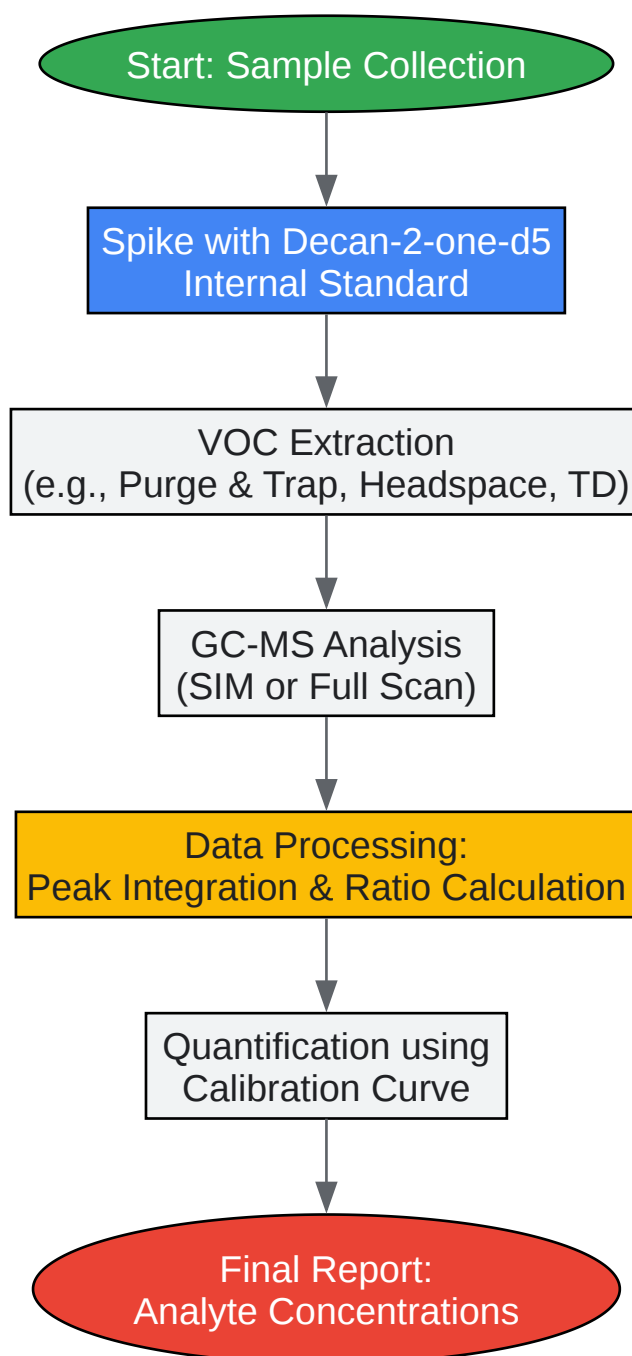 Start: Sample Collection
Spike with Decan-2-one-d5
Internal Standard
VOC Extraction
(e.g., Purge & Trap, Headspace, TD)
GC-MS Analysis
(SIM or Full Scan)
Data Processing:
Peak Integration & Ratio Calculation
Quantification using
Calibration Curve
Final Report:
Analyte Concentrations